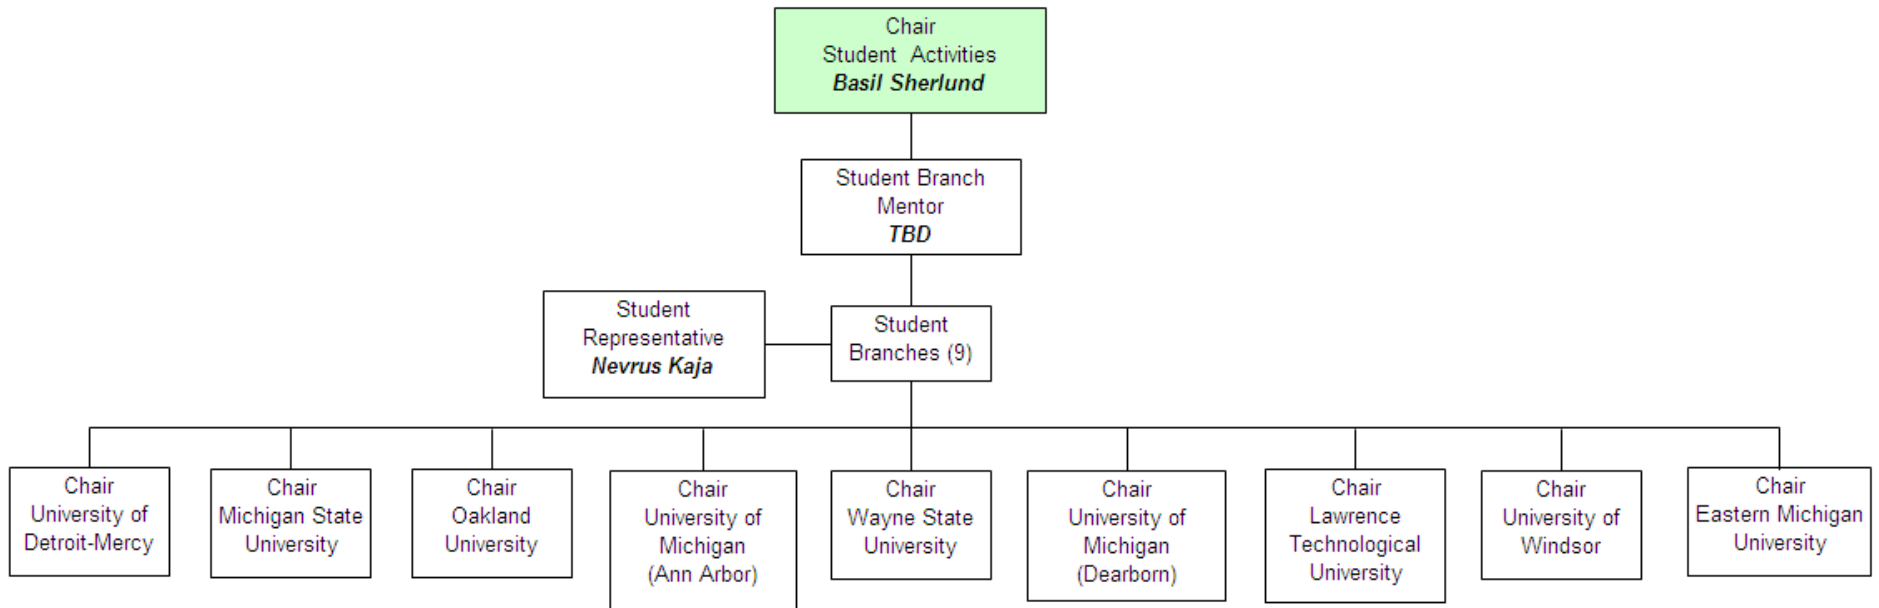 Chair
Student Activities
Basil Sherlund
Student Branch
Mentor
TBD
Student
Representative
Nevrus Kaja
Student
Branches (9)
Chair
University of
Detroit-Mercy
Chair
Michigan State
University
Chair
Oakland
University
Chair
University of
Michigan
(Ann Arbor)
Chair
Wayne State
University
Chair
University of
Michigan
(Dearborn)
Chair
Lawrence
Technological
University
Chair
University of
Windsor
Chair
Eastern Michigan
University